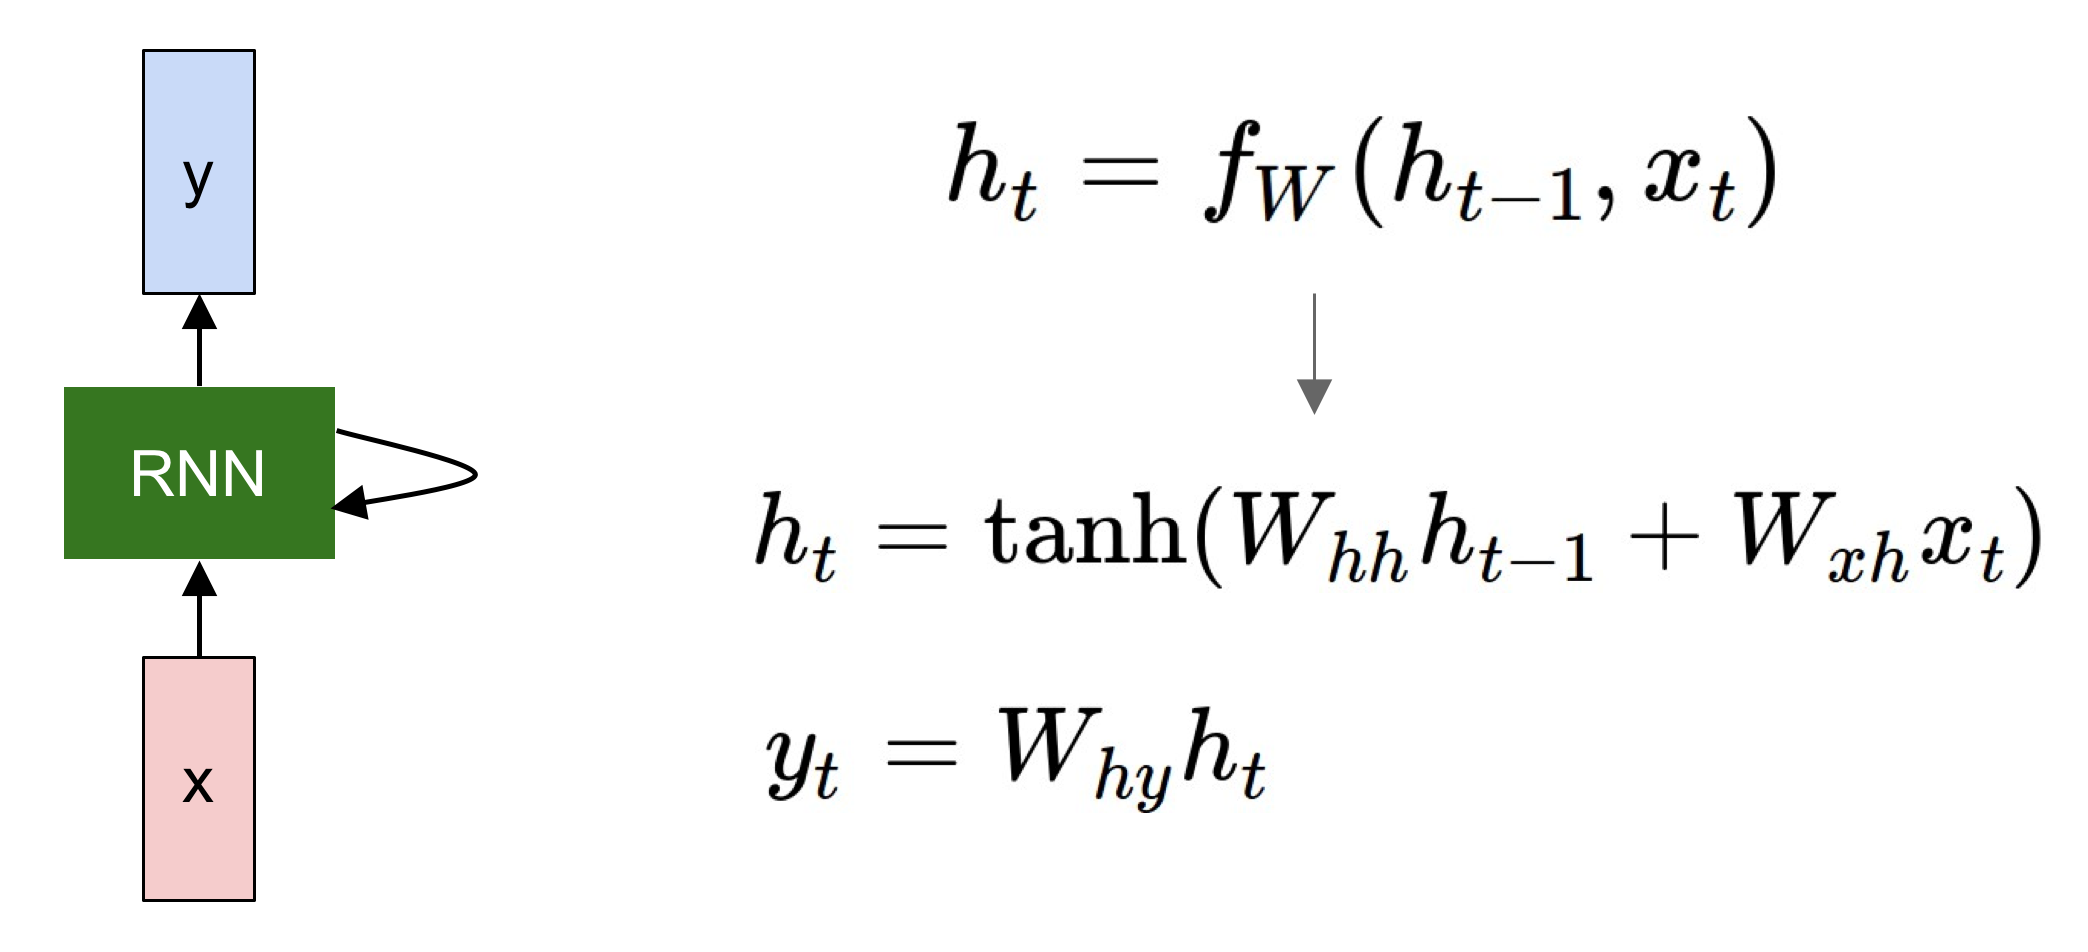 y
RNN
x
h_t = f_W(h_{t-1}, x_t)
h_t = tanh(W_{hh}h_{t-1} + W_{xh}x_t)
y_t = W_{hy}h_t